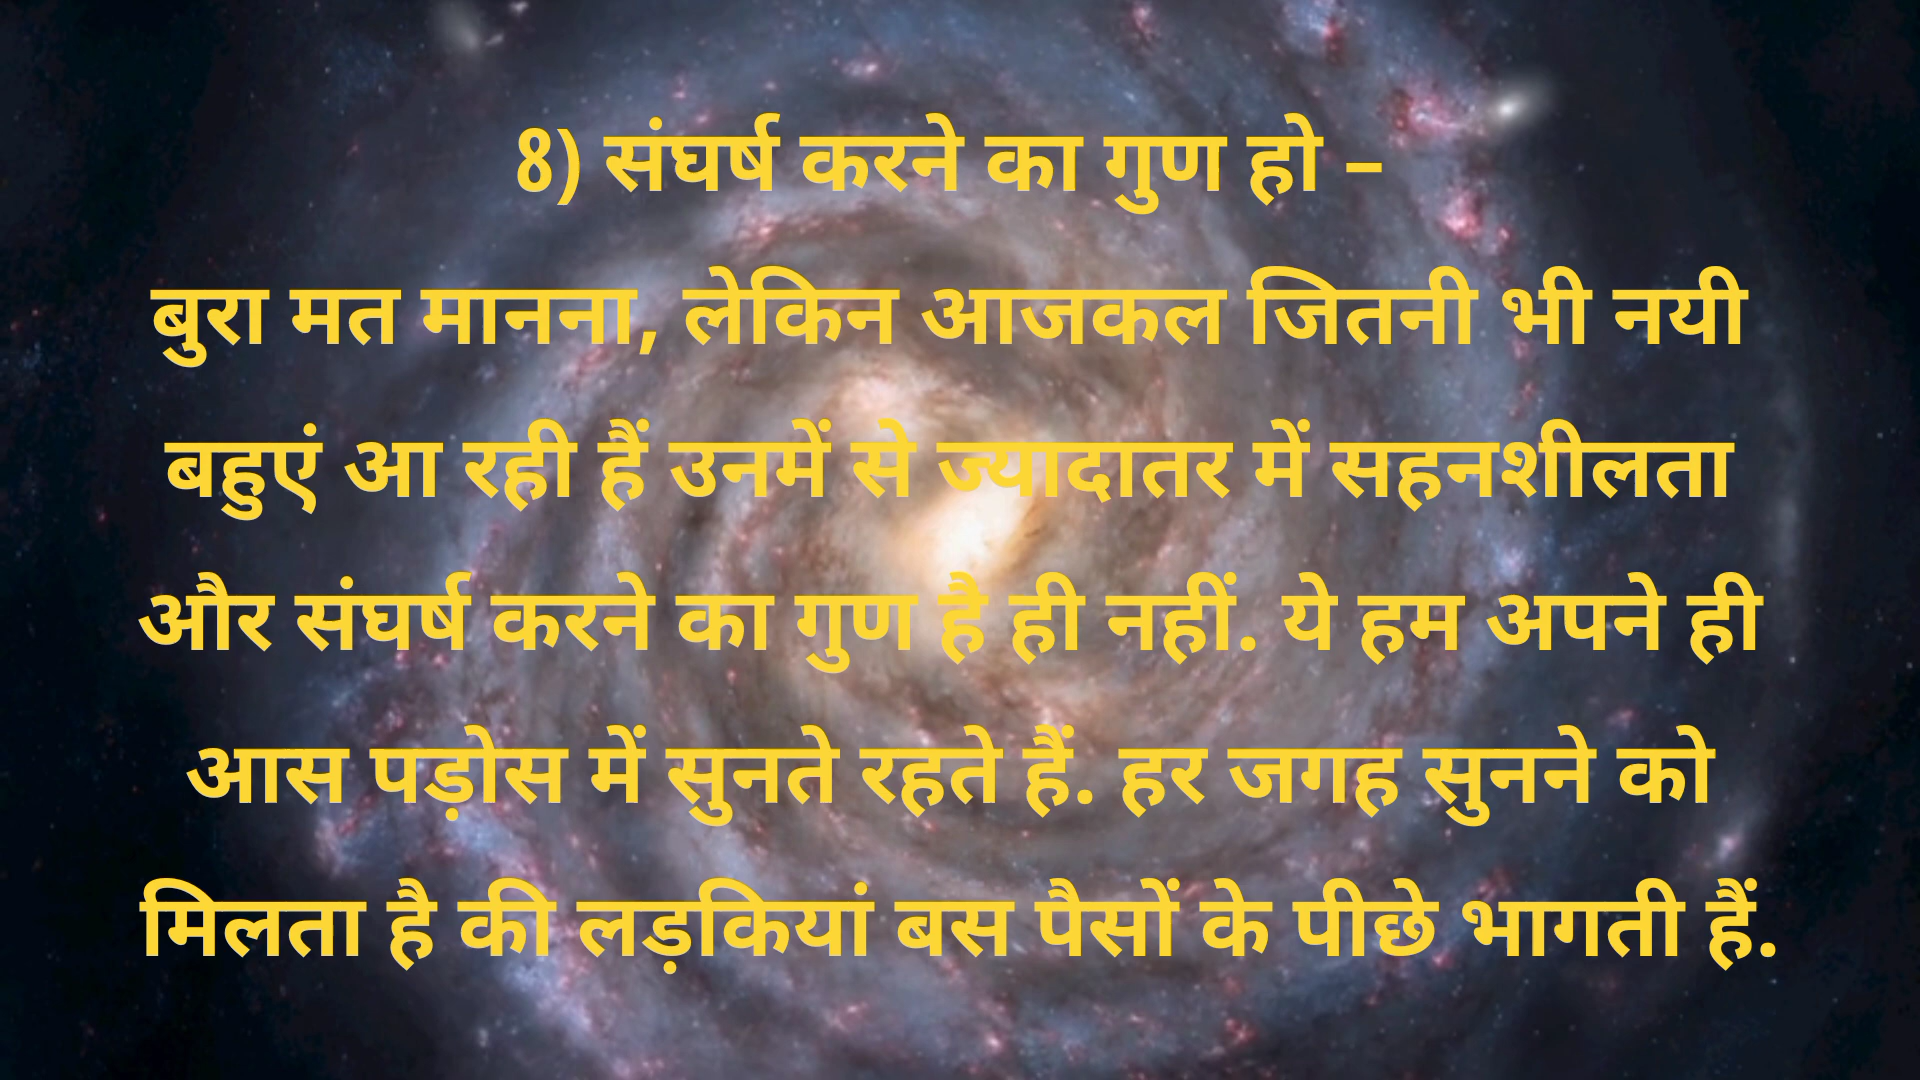 8) संघर्ष करने का गुण हो –
बुरा मत मानना, लेकिन आजकल जितनी भी नयी
बहुएं आ रही हैं उनमें से ज्यादातर में सहनशीलता
और संघर्ष करने का गुण है ही नहीं. ये हम अपने ही
आस पड़ोस में सुनते रहते हैं. हर जगह सुनने को
मिलता है की लड़कियां बस पैसों के पीछे भागती हैं.